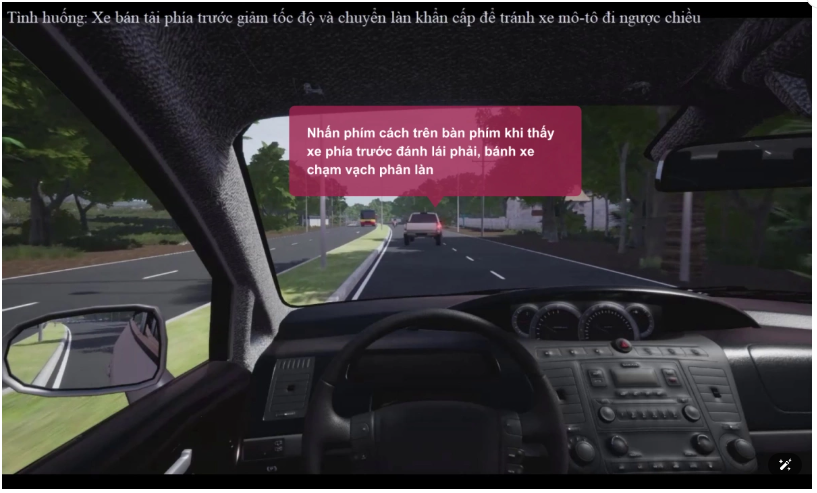 Tình huống: Xe bán tải phía trước giảm tốc độ và chuyển làn khẩn cấp để tránh xe mô-tô đi ngược chiều
Nhấn phím cách trên bàn phím khi thấy
xe phía trước đánh lái phải, bánh xe
chạm vạch phân làn